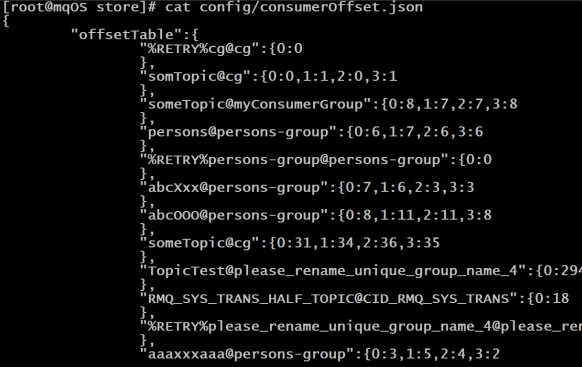 [root@mqOS store]# cat config/consumerOffset.json
{
"offsetTable":{
"%RETRY%cg@cg":{0:0
},
"somTopic@cg":{0:0,1:1,2:0,3:1
},
"someTopic@myConsumerGroup":{0:8,1:7,2:7,3:8
},
"persons@persons-group":{0:6,1:7,2:6,3:6
},
"%RETRY%persons-group@persons-group":{0:0
},
"abcXxx@persons-group":{0:7,1:6,2:3,3:3
},
"abcOOO@persons-group":{0:8,1:11,2:11,3:8
},
"someTopic@cg":{0:31,1:34,2:36,3:35
},
"TopicTest@please_rename_unique_group_name_4":{0:294
},
"RMQ_SYS_TRANS_HALF_TOPIC@CID_RMQ_SYS_TRANS":{0:18
},
"%RETRY%please_rename_unique_group_name_4@please_ren
},
"aaaxxxaaa@persons-group":{0:3,1:5,2:4,3:2